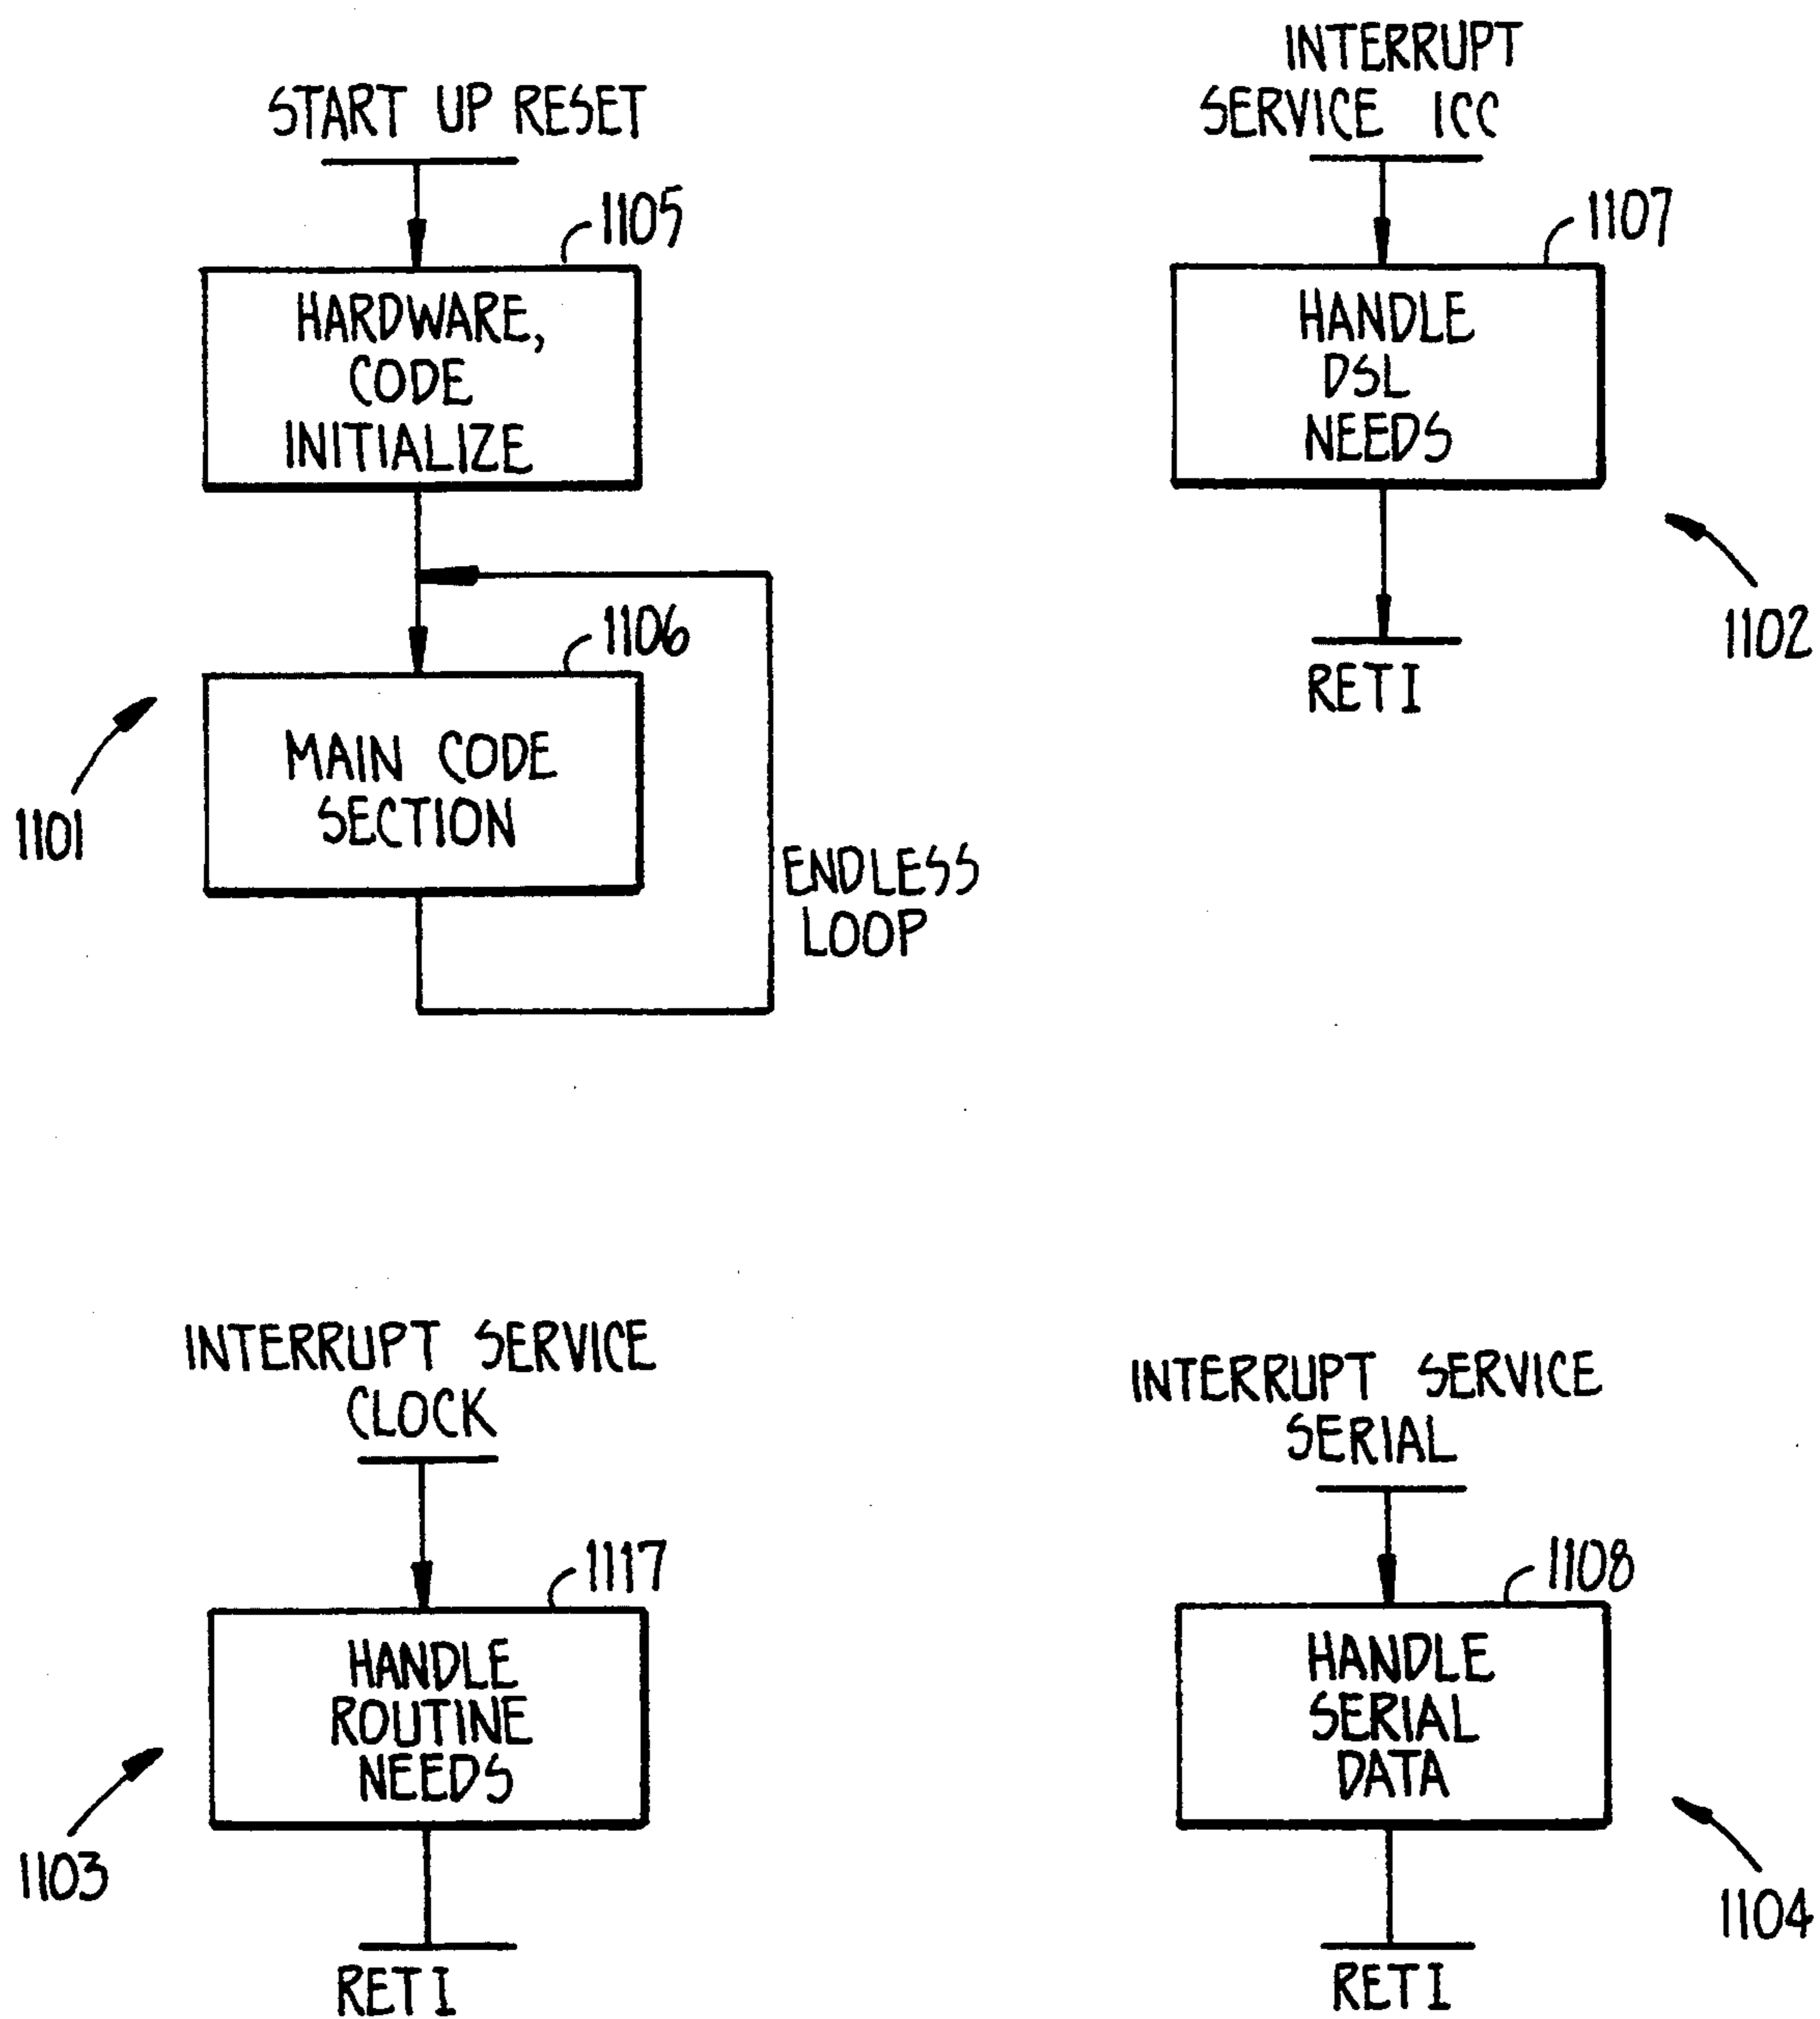 START UP RESET
1105
HARDWARE,
CODE
INITIALIZE
1106
MAIN CODE
SECTION
1101
ENDLESS
LOOP
INTERRUPT
SERVICE ICC
1107
HANDLE
DSL
NEEDS
1102
RETI
INTERRUPT SERVICE
CLOCK
1117
HANDLE
ROUTINE
NEEDS
1103
RETI
INTERRUPT SERVICE
SERIAL
1108
HANDLE
SERIAL
DATA
1104
RETI